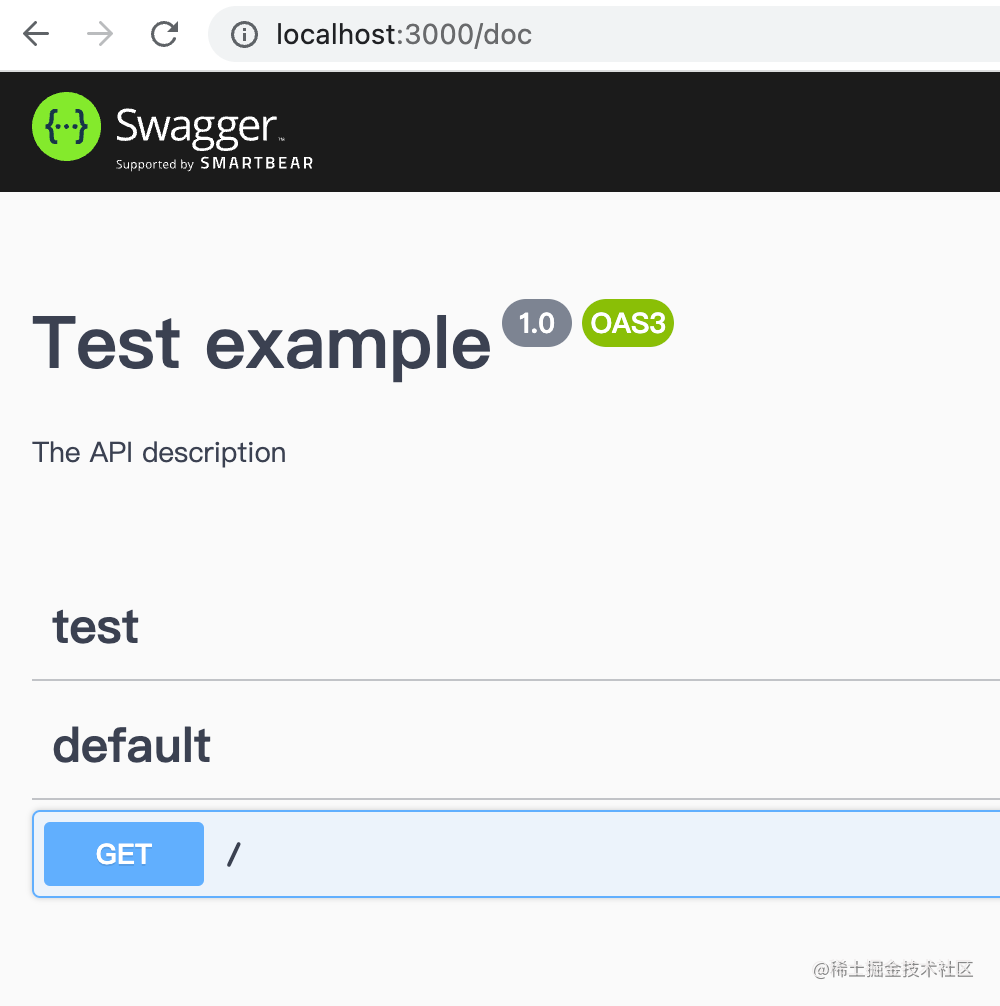 localhost:3000/doc
{···} Swagger™
Supported by SMARTBEAR
Test example 1.0 OAS3
The API description
test
default
GET /
@稀土掘金技术社区